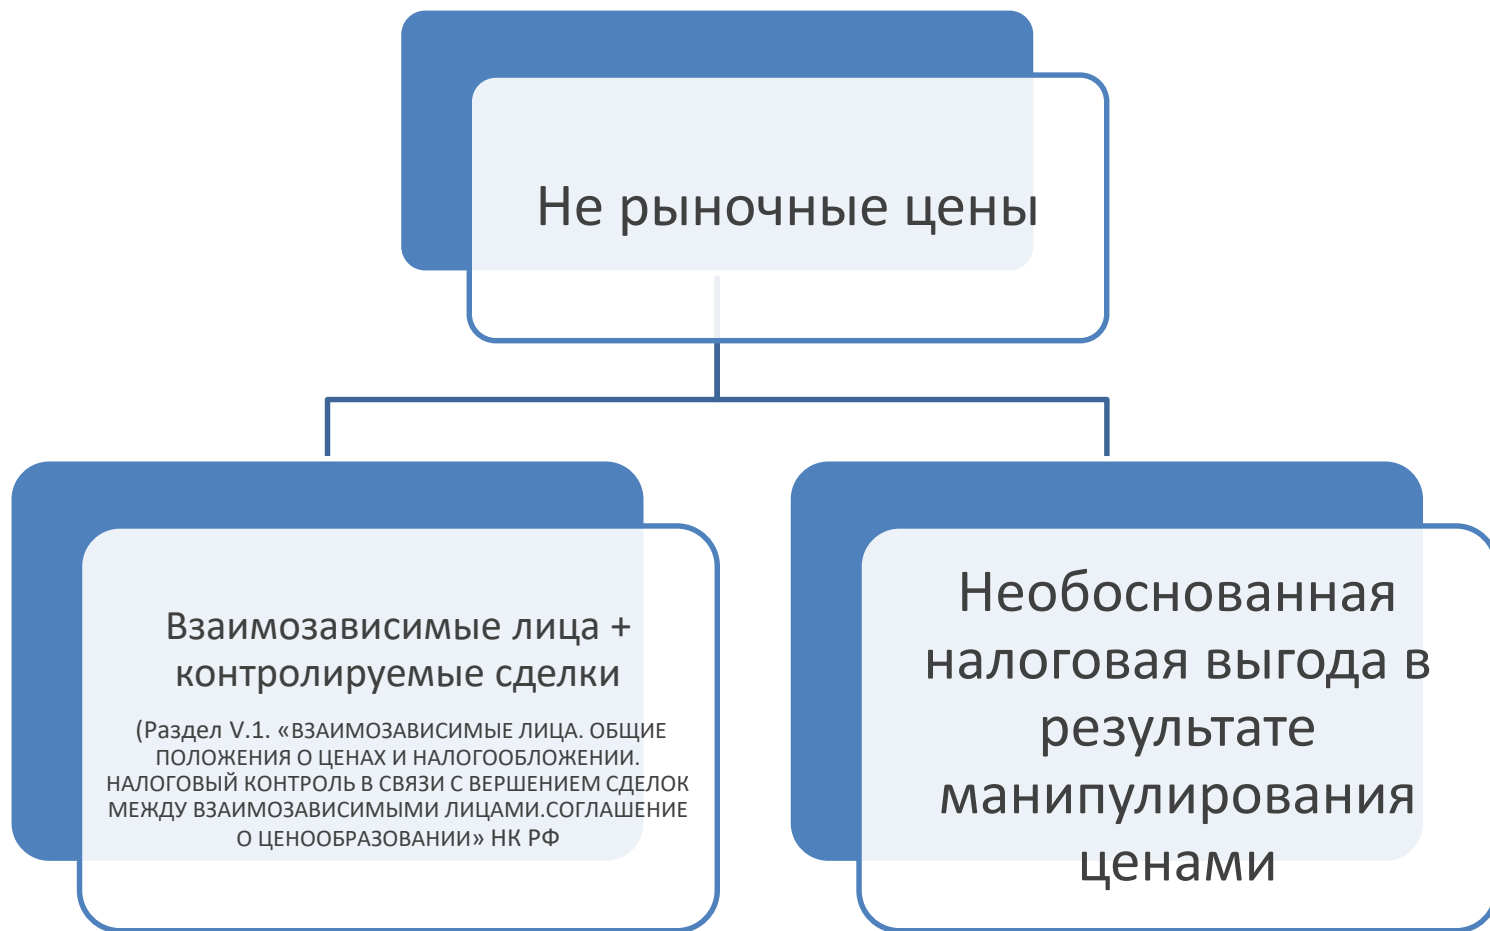 Не рыночные цены
Взаимозависимые лица +
контролируемые сделки
(Раздел V.1. «ВЗАИМОЗАВИСИМЫЕ ЛИЦА. ОБЩИЕ
ПОЛОЖЕНИЯ О ЦЕНАХ И НАЛОГООБЛОЖЕНИИ.
НАЛОГОВЫЙ КОНТРОЛЬ В СВЯЗИ С ВЕРШЕНИЕМ СДЕЛОК
МЕЖДУ ВЗАИМОЗАВИСИМЫМИ ЛИЦАМИ.СОГЛАШЕНИЕ
О ЦЕНООБРАЗОВАНИИ» НК РФ
Необоснованная
налоговая выгода в
результате
манипулирования
ценами